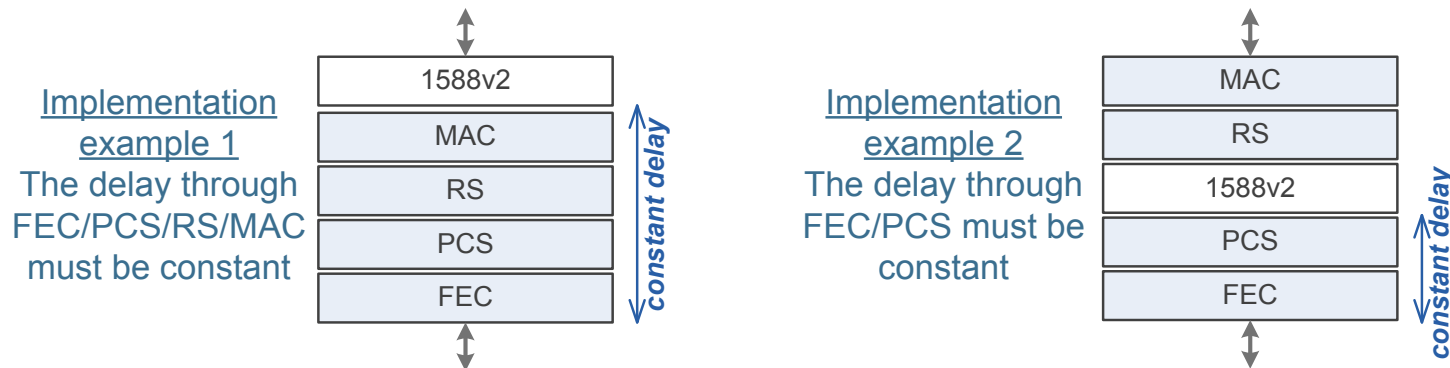 Implementation
example 1
The delay through
FEC/PCS/RS/MAC
must be constant
1588v2
MAC
RS
PCS
FEC
constant delay
Implementation
example 2
The delay through
FEC/PCS must be
constant
MAC
RS
1588v2
PCS
FEC
constant delay